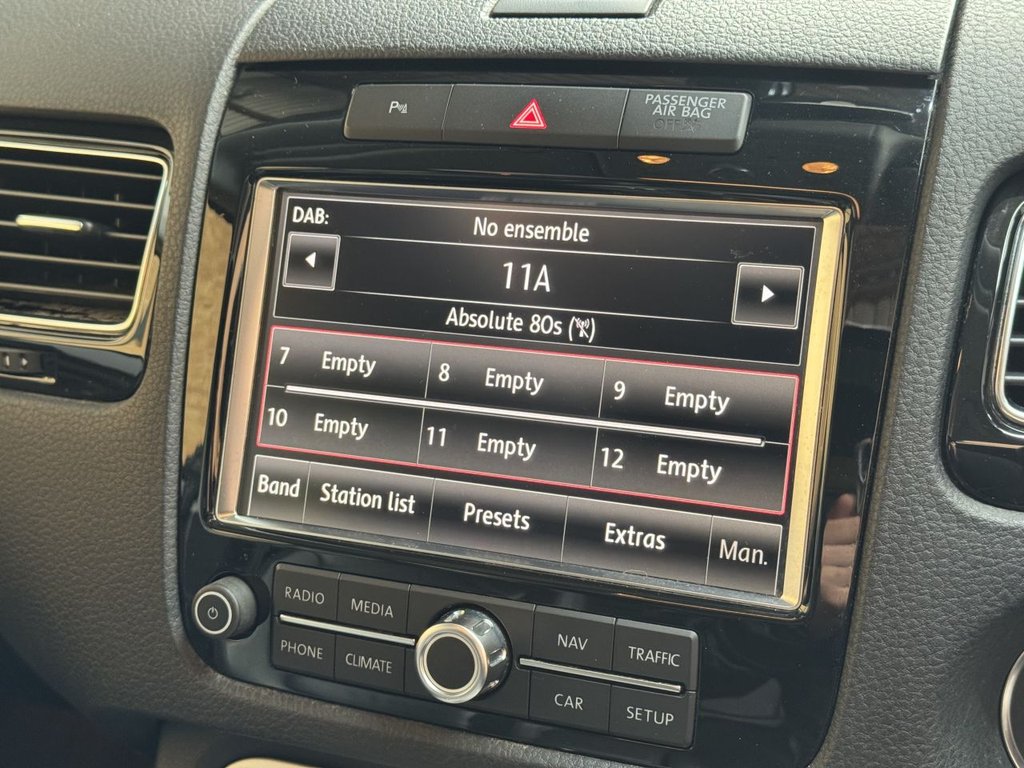 P
PASSENGER
AIR BAG
OFF
DAB:
No ensemble
11A
Absolute 80s
7 Empty 8 Empty 9 Empty
10 Empty 11 Empty 12 Empty
Band Station list Presets Extras Man.
RADIO MEDIA NAV TRAFFIC
PHONE CLIMATE CAR SETUP